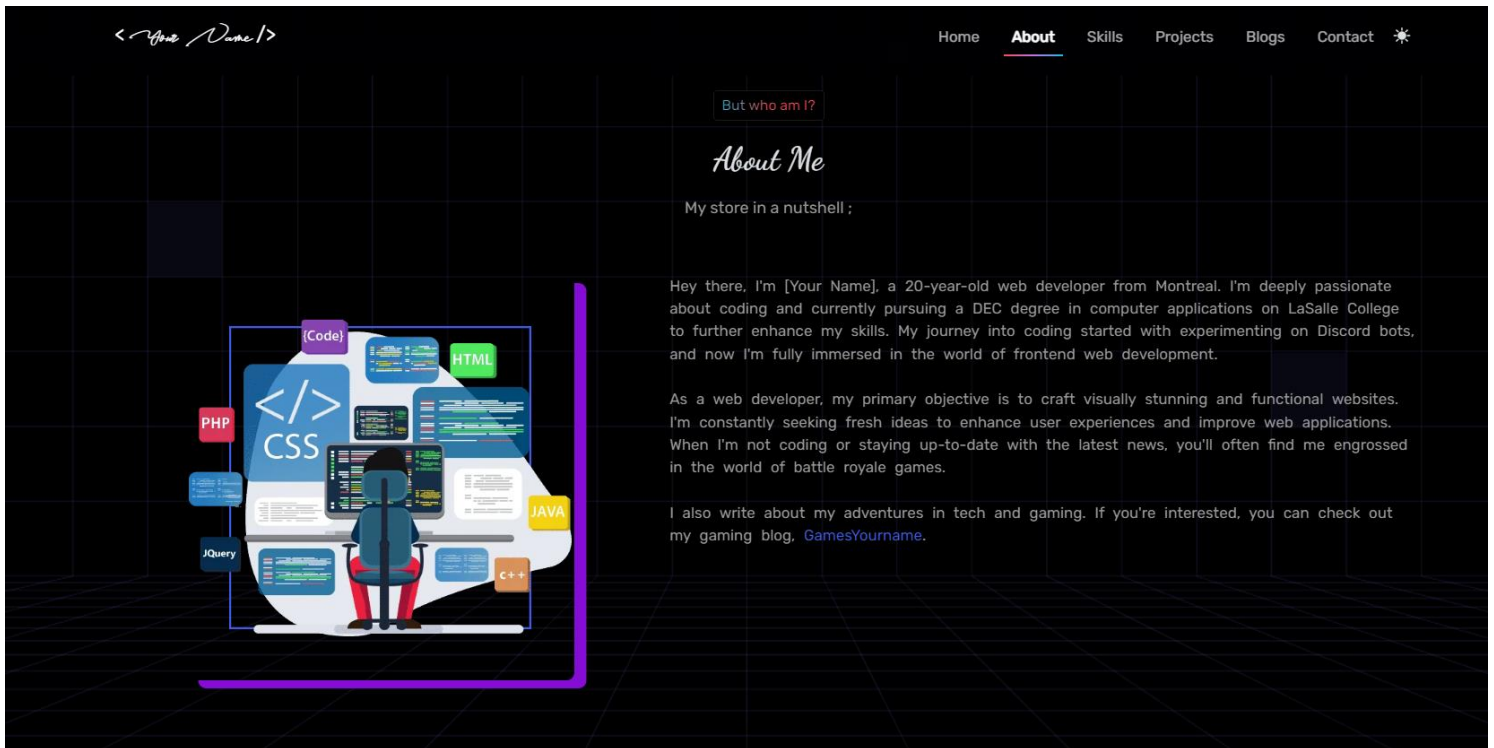 < Your Name />
Home About Skills Projects Blogs Contact
But who am I?
About Me
My store in a nutshell ;
Hey there, I'm [Your Name], a 20-year-old web developer from Montreal. I'm deeply passionate
about coding and currently pursuing a DEC degree in computer applications on LaSalle College
to further enhance my skills. My journey into coding started with experimenting on Discord bots,
and now I'm fully immersed in the world of frontend web development.
As a web developer, my primary objective is to craft visually stunning and functional websites.
I'm constantly seeking fresh ideas to enhance user experiences and improve web applications.
When I'm not coding or staying up-to-date with the latest news, you'll often find me engrossed
in the world of battle royale games.
I also write about my adventures in tech and gaming. If you're interested, you can check out
my gaming blog, GamesYourname.
{Code}
HTML
</>
PHP
CSS
JAVA
JQuery
C++